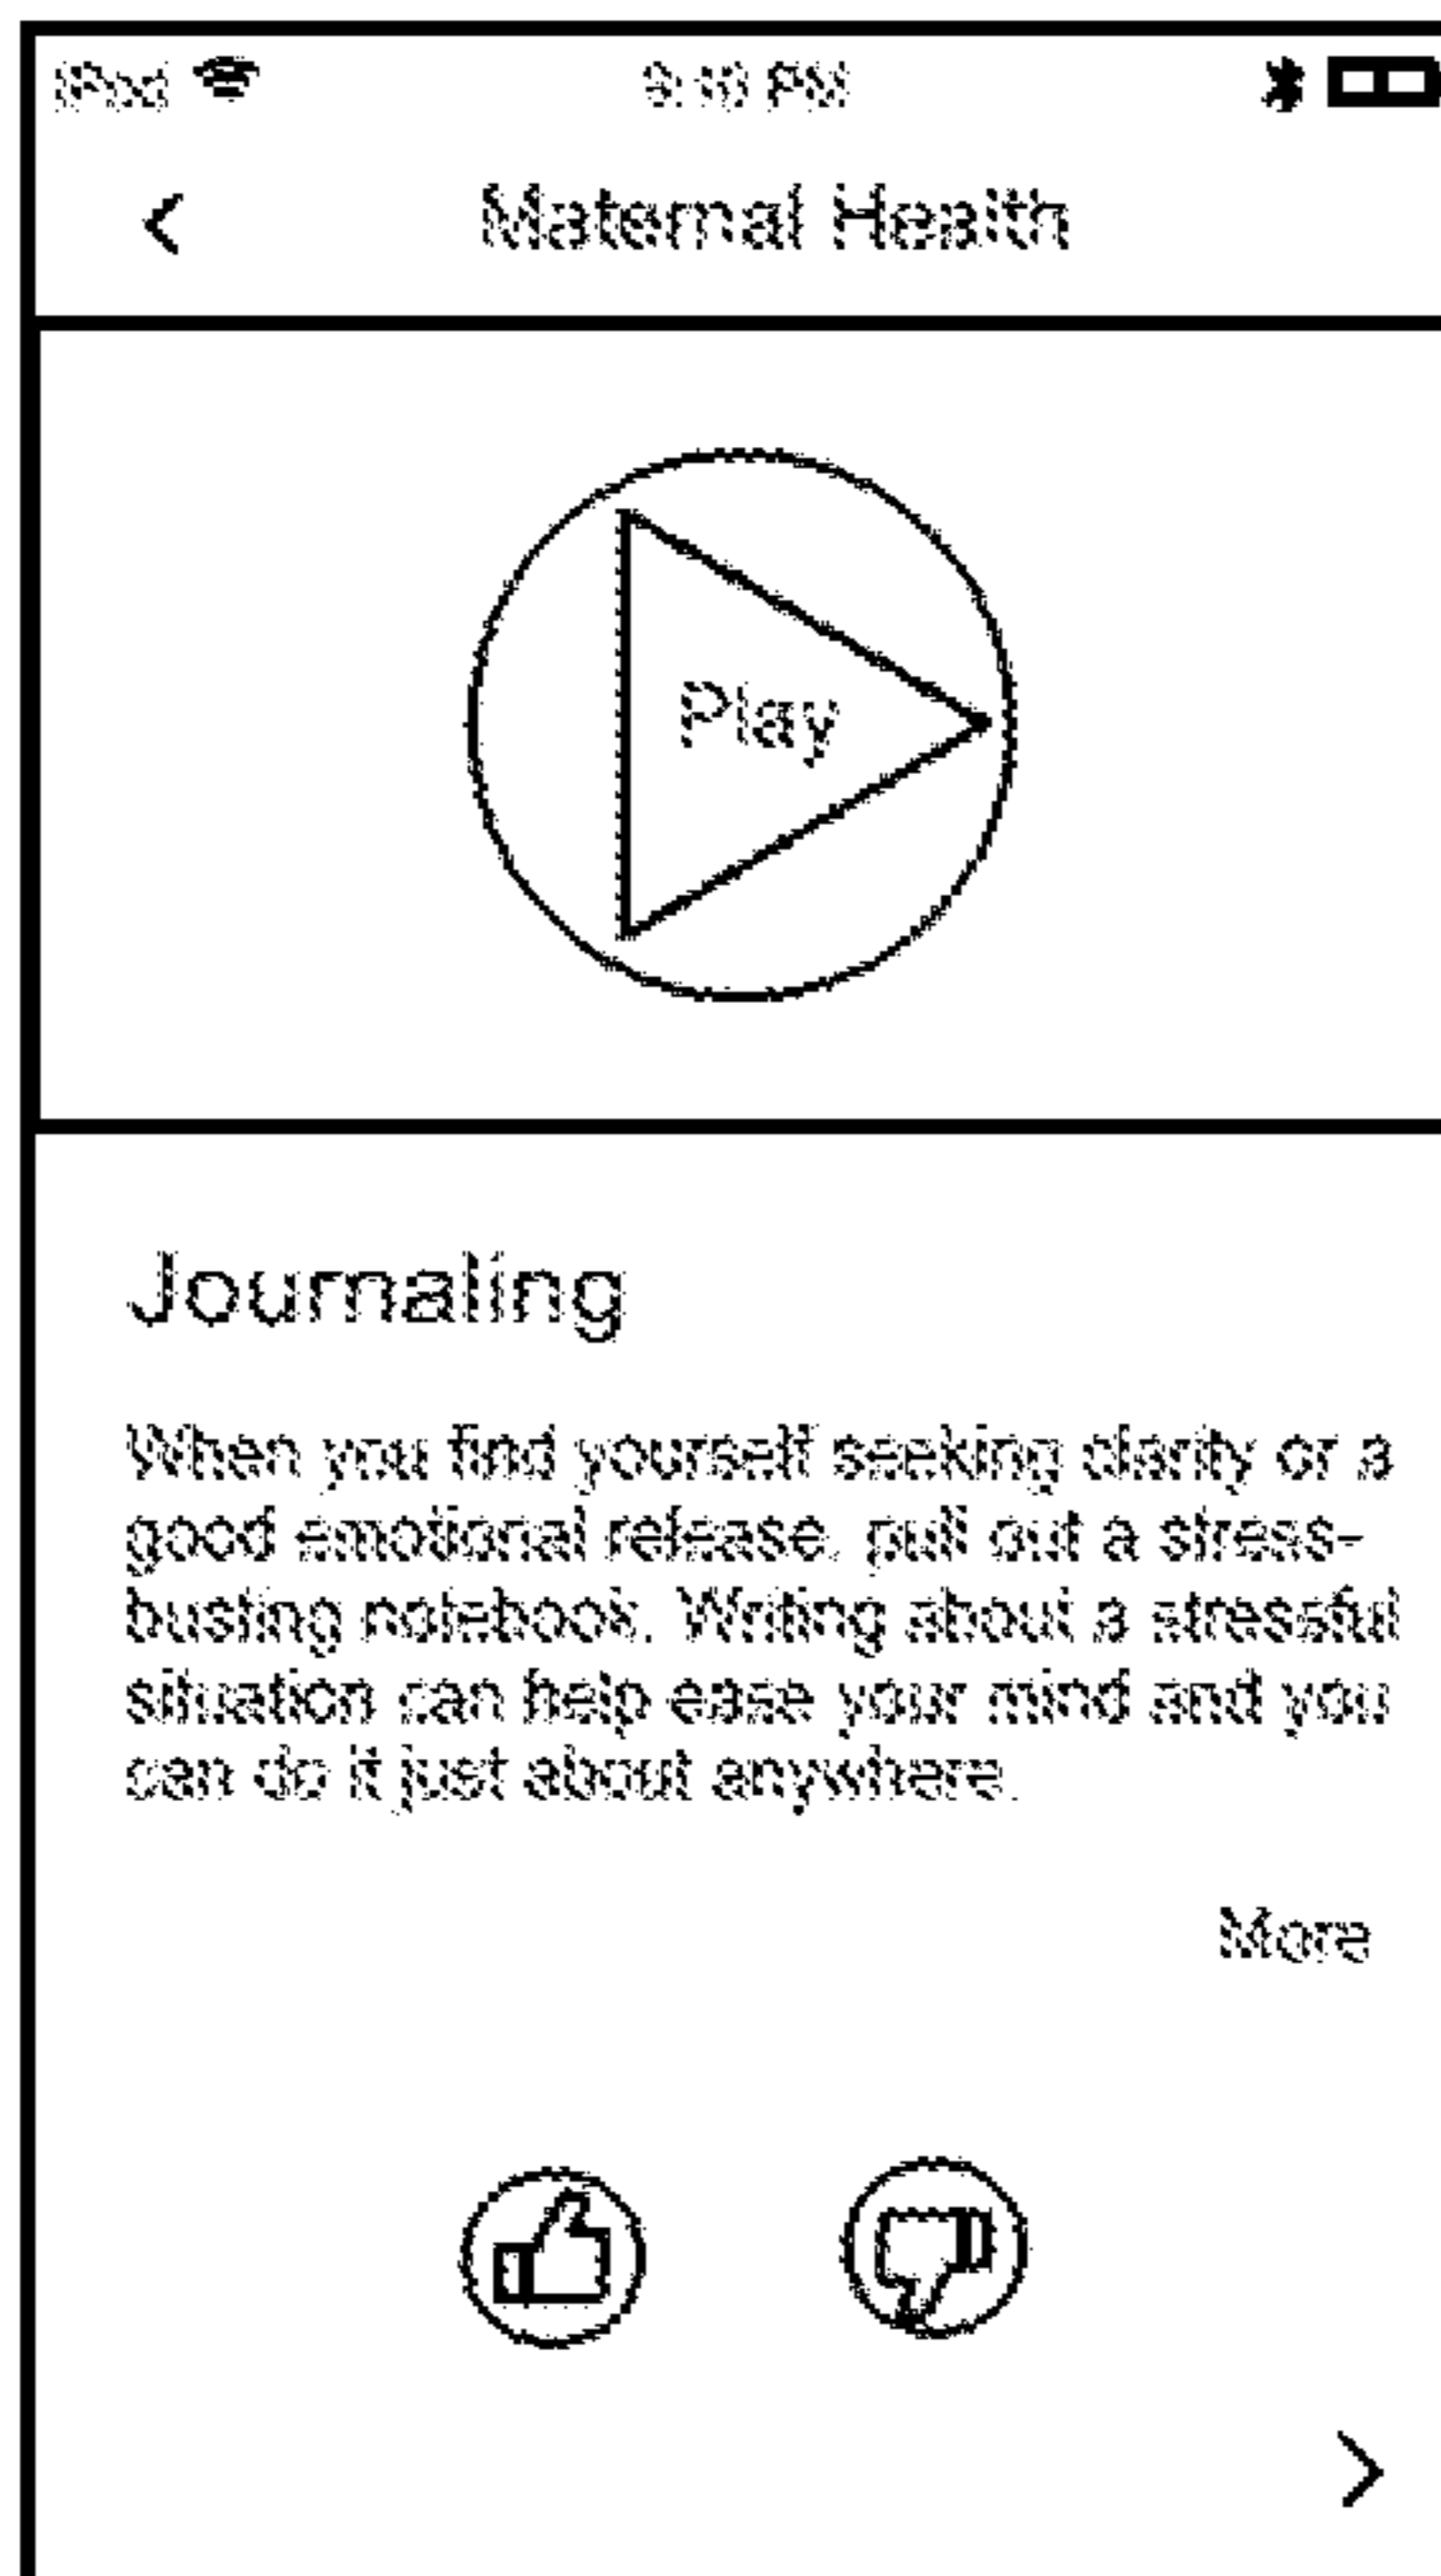 iPod PM
Maternal Health
Play
Journaling
When you find yourself seeking clarity or a
good emotional release, pull out a stress-
busting notebook. Writing about a stressful
situation can help ease your mind and you
can do it just about anywhere.
More